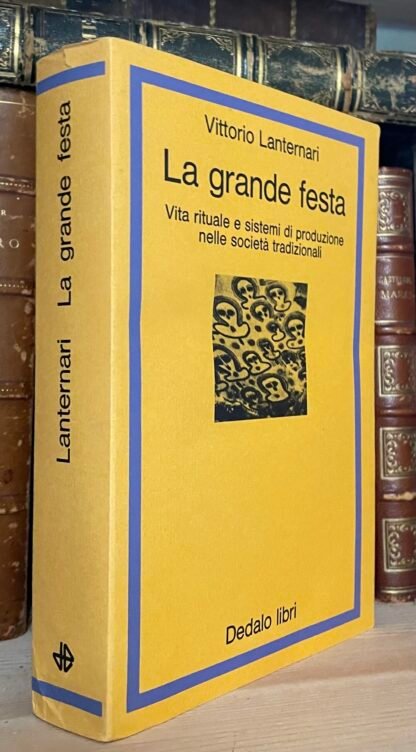 Vittorio Lanternari
La grande festa
Vita rituale e sistemi di produzione
nelle società tradizionali
Dedalo libri
Lanternari La grande festa